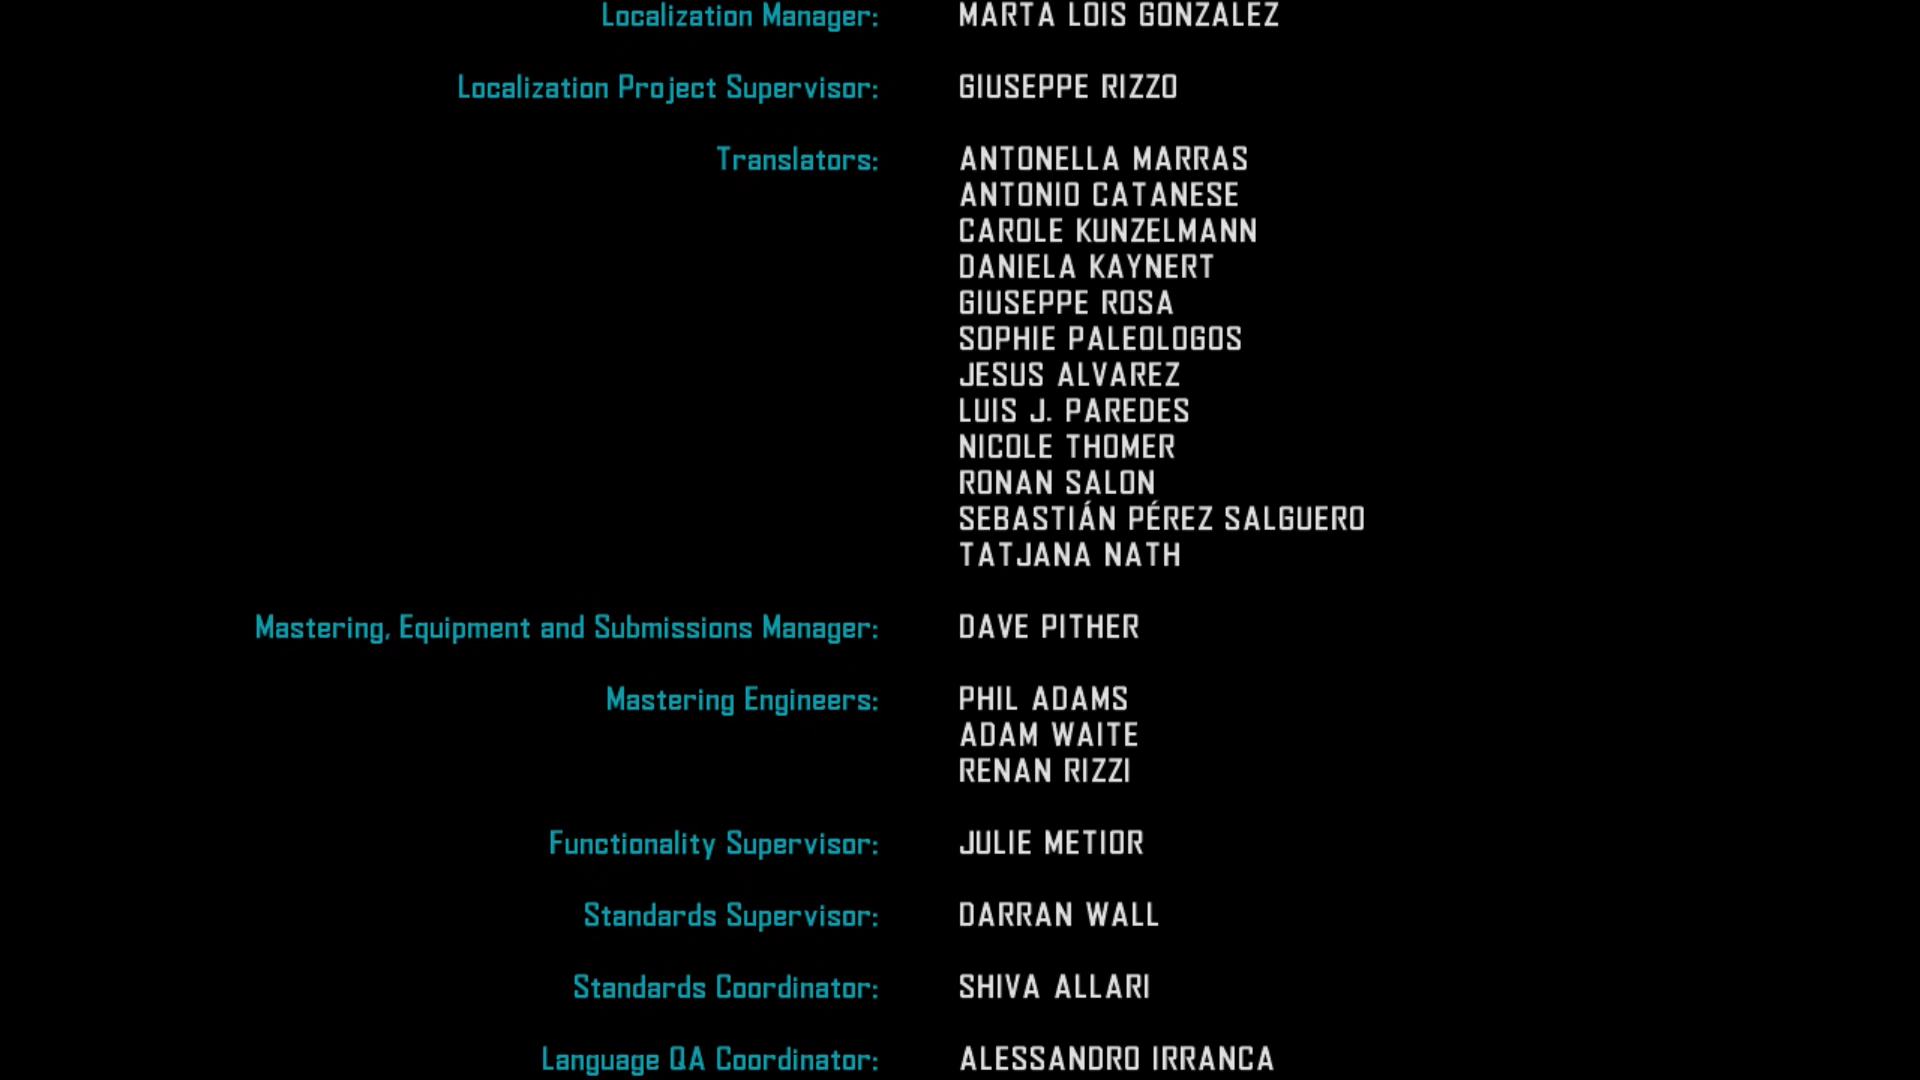 Localization Manager: MARTA LOIS GONZALEZ
Localization Project Supervisor: GIUSEPPE RIZZO
Translators: ANTONELLA MARRAS
ANTONIO CATANESE
CAROLE KUNZELMANN
DANIELA KAYNERT
GIUSEPPE ROSA
SOPHIE PALEOLOGOS
JESUS ALVAREZ
LUIS J. PAREDES
NICOLE THOMER
RONAN SALON
SEBASTIÁN PÉREZ SALGUERO
TATJANA NATH
Mastering, Equipment and Submissions Manager: DAVE PITHER
Mastering Engineers: PHIL ADAMS
ADAM WAITE
RENAN RIZZI
Functionality Supervisor: JULIE METIOR
Standards Supervisor: DARRAN WALL
Standards Coordinator: SHIVA ALLARI
Language QA Coordinator: ALESSANDRO IRRANCA